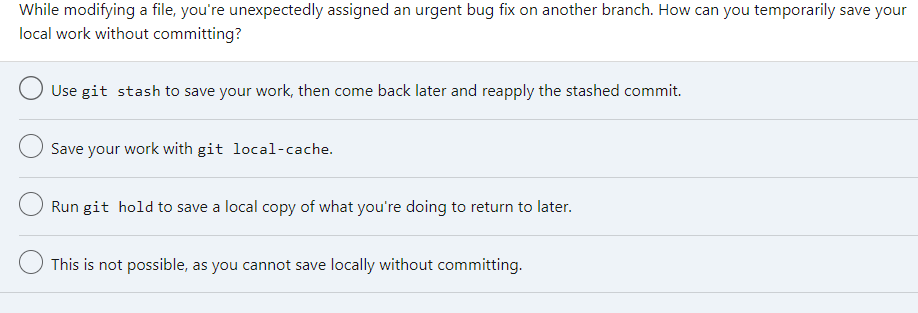 While modifying a file, you're unexpectedly assigned an urgent bug fix on another branch. How can you temporarily save your
local work without committing?
Use git stash to save your work, then come back later and reapply the stashed commit.
Save your work with git local-cache.
Run git hold to save a local copy of what you're doing to return to later.
This is not possible, as you cannot save locally without committing.